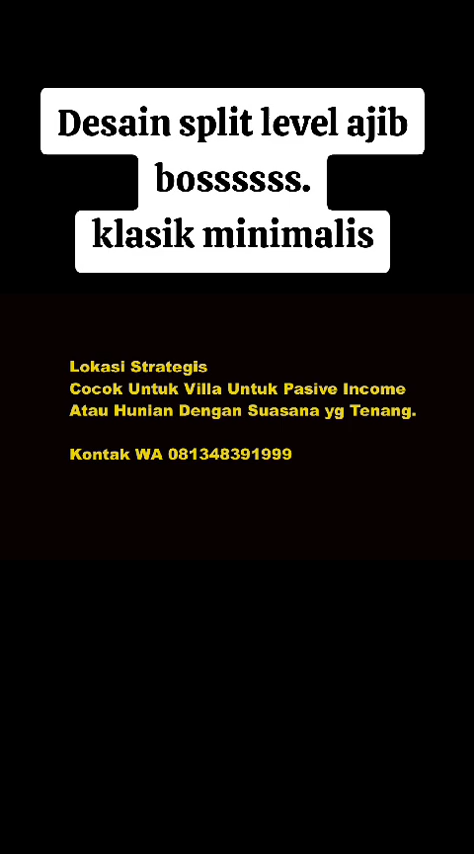 Desain split level ajib
bossssss.
klasik minimalis
Lokasi Strategis
Cocok Untuk Villa Untuk Pasive Income
Atau Hunian Dengan Suasana yg Tenang.
Kontak WA 081348391999